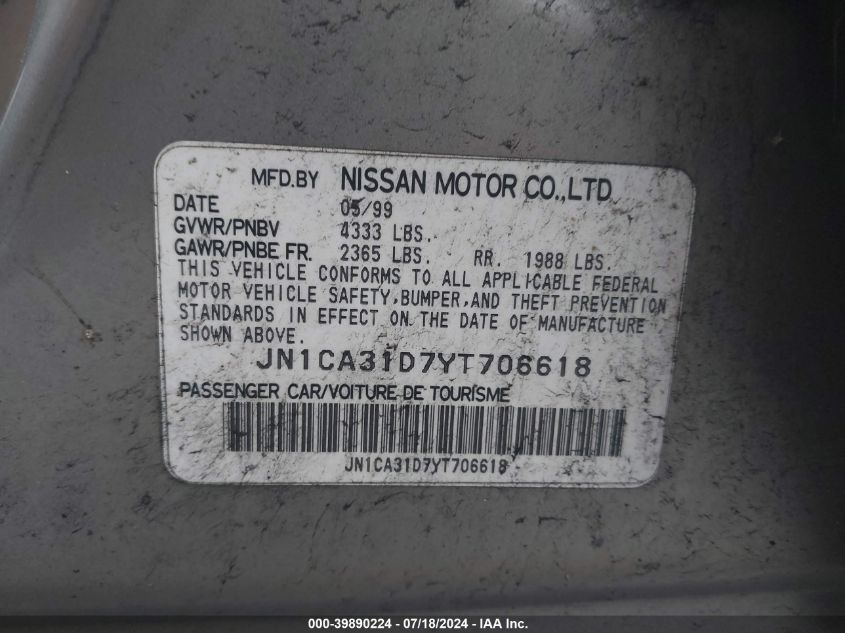 MFD.BY NISSAN MOTOR CO.,LTD
DATE 05/99
GVWR/PNBV 4333 LBS.
GAWR/PNBE FR. 2365 LBS. RR. 1988 LBS.
THIS VEHICLE CONFORMS TO ALL APPLICABLE FEDERAL
MOTOR VEHICLE SAFETY,BUMPER,AND THEFT PREVENTION
STANDARDS IN EFFECT ON THE DATE OF MANUFACTURE
SHOWN ABOVE.
JN1CA31D7YT706618
PASSENGER CAR/VOITURE DE TOURISME
JN1CA31D7YT706618
000-39890224 - 07/18/2024 - IAA Inc.